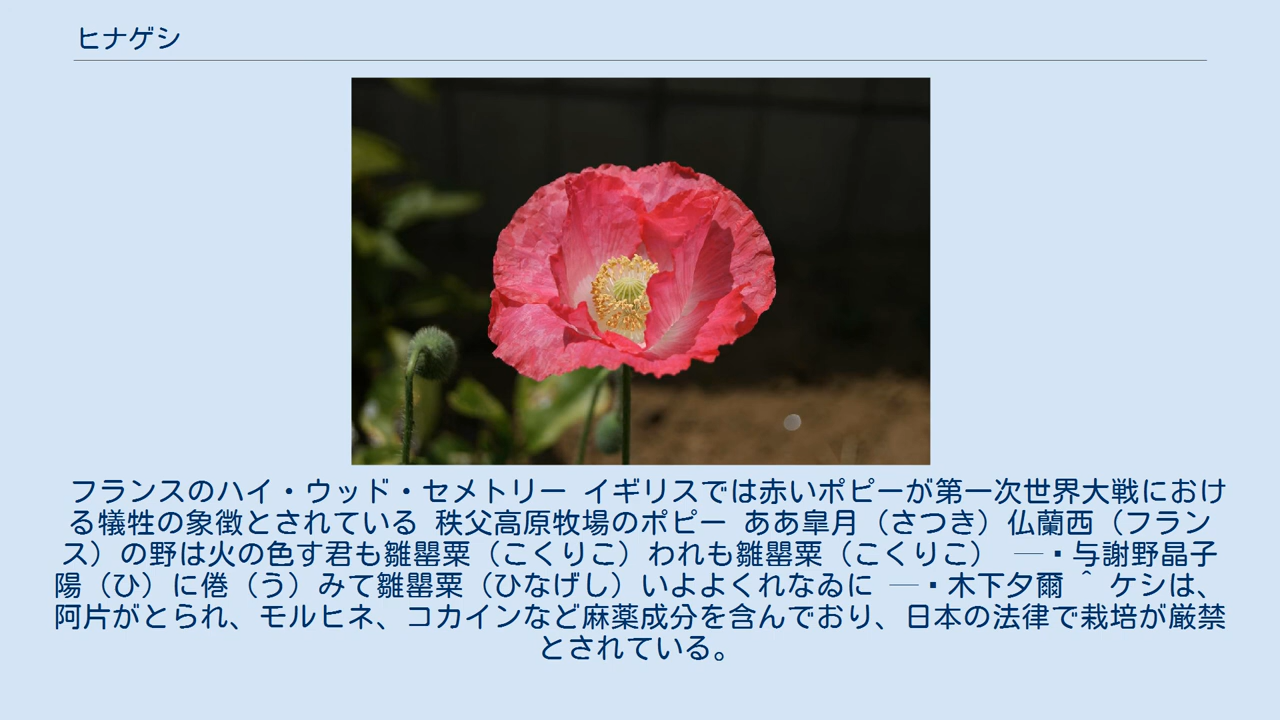 ヒナゲシ
フランスのハイ・ウッド・セメトリー イギリスでは赤いポピーが第一次世界大戦におけ
る犠牲の象徴とされている 秩父高原牧場のポピー ああ皐月（さつき）仏蘭西（フラン
ス）の野は火の色す君も雛罌粟（こくりこ）われも雛罌粟（こくりこ） ─・与謝野晶子
陽（ひ）に倦（う）みて雛罌粟（ひなげし）いよよくれなゐに ─・木下夕爾 ^ ケシは、
阿片がとられ、モルヒネ、コカインなど麻薬成分を含んでおり、日本の法律で栽培が厳禁
とされている。